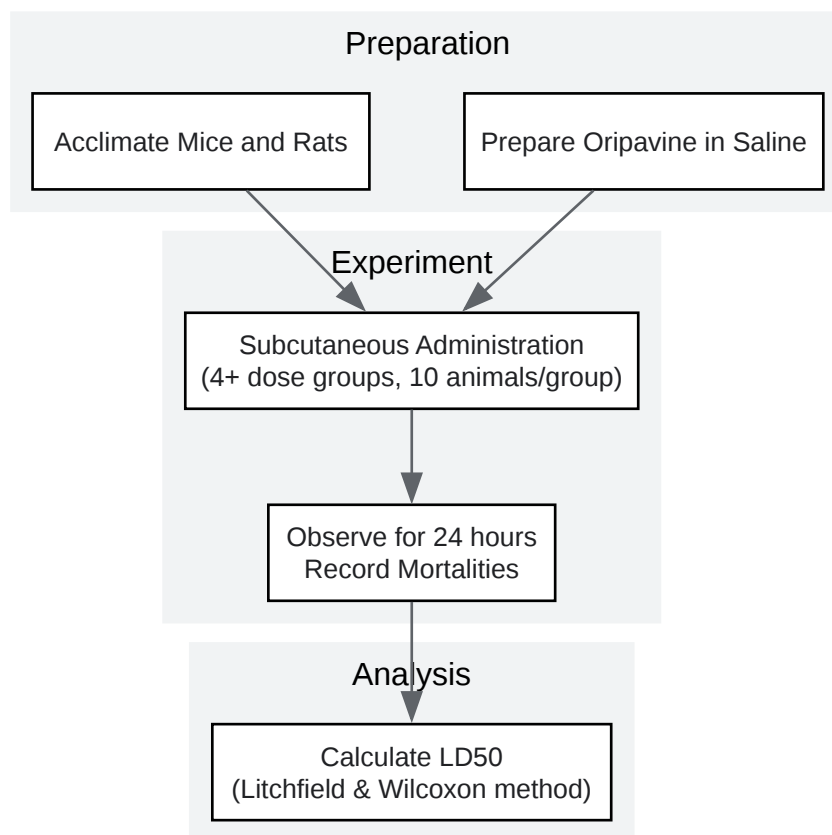 Preparation
Acclimate Mice and Rats
Prepare Oripavine in Saline
Experiment
Subcutaneous Administration
(4+ dose groups, 10 animals/group)
Observe for 24 hours
Record Mortalities
Analysis
Calculate LD50
(Litchfield & Wilcoxon method)